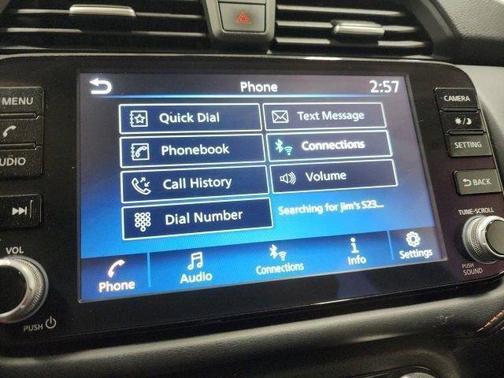 Phone
2:57
MENU
CAMERA
Quick Dial
Text Message
Phonebook
Connections
AUDIO
SETTING
Call History
Volume
BACK
Dial Number
Searching for Jim's S23...
TUNE·SCROLL
VOL
Phone
Audio
Connections
Info
Settings
PUSH
PUSH
SOUND